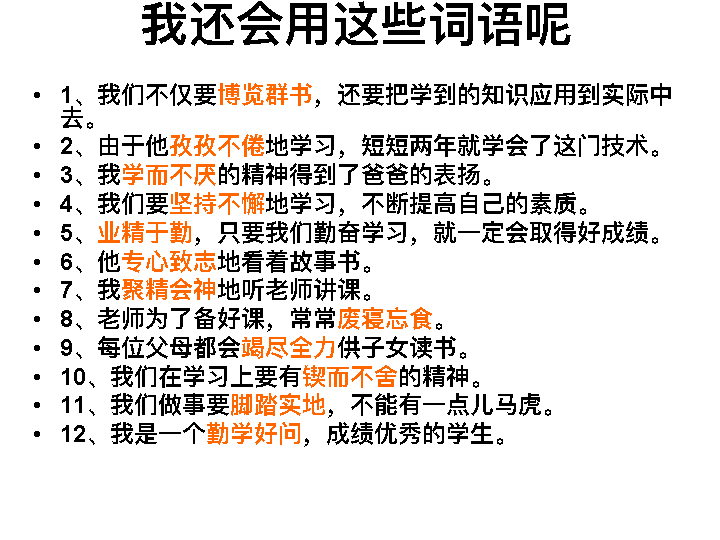 我还会用这些词语呢
• 1、我们不仅要博览群书，还要把学到的知识应用到实际中
去。
• 2、由于他孜孜不倦地学习，短短两年就学会了这门技术。
• 3、我学而不厌的精神得到了爸爸的表扬。
• 4、我们要坚持不懈地学习，不断提高自己的素质。
• 5、业精于勤，只要我们勤奋学习，就一定会取得好成绩。
• 6、他专心致志地看着故事书。
• 7、我聚精会神地听老师讲课。
• 8、老师为了备好课，常常废寝忘食。
• 9、每位父母都会竭尽全力供子女读书。
• 10、我们在学习上要有锲而不舍的精神。
• 11、我们做事要脚踏实地，不能有一点儿马虎。
• 12、我是一个勤学好问，成绩优秀的学生。